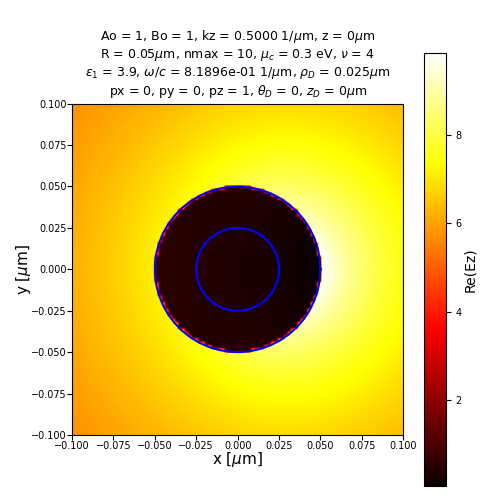 Ao = 1, Bo = 1, kz = 0.5000 1/μm, z = 0μm
R = 0.05μm, nmax = 10, μc = 0.3 eV, ν = 4
ε1 = 3.9, ω/c = 8.1896e-01 1/μm, ρD = 0.025μm
px = 0, py = 0, pz = 1, θD = 0, zD = 0μm
0.100
0.075
0.050
0.025
0.000
−0.025
−0.050
−0.075
−0.100
y [μm]
−0.100 −0.075 −0.050 −0.025 0.000 0.025 0.050 0.075 0.100
x [μm]
8
6
4
2
Re(Ez)